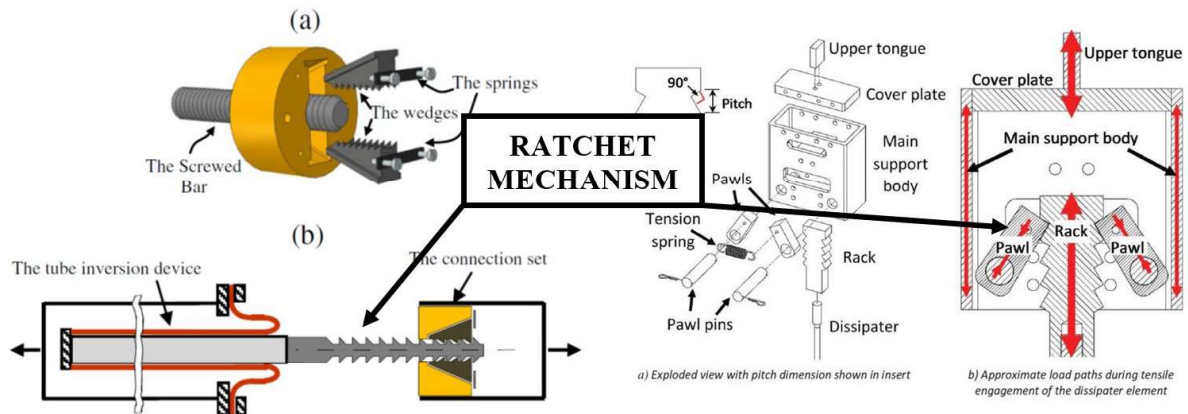 (a)
The springs
The wedges
The Screwed
Bar
(b)
The tube inversion device
The connection set
RATCHET
MECHANISM
90°
Pitch
Upper tongue
Cover plate
Main
support
body
Pawls
Tension
spring
Rack
Pawl pins
Dissipater
a) Exploded view with pitch dimension shown in insert
Upper tongue
Cover plate
Main support body
Pawl
Rack
Pawl
b) Approximate load paths during tensile
engagement of the dissipater element